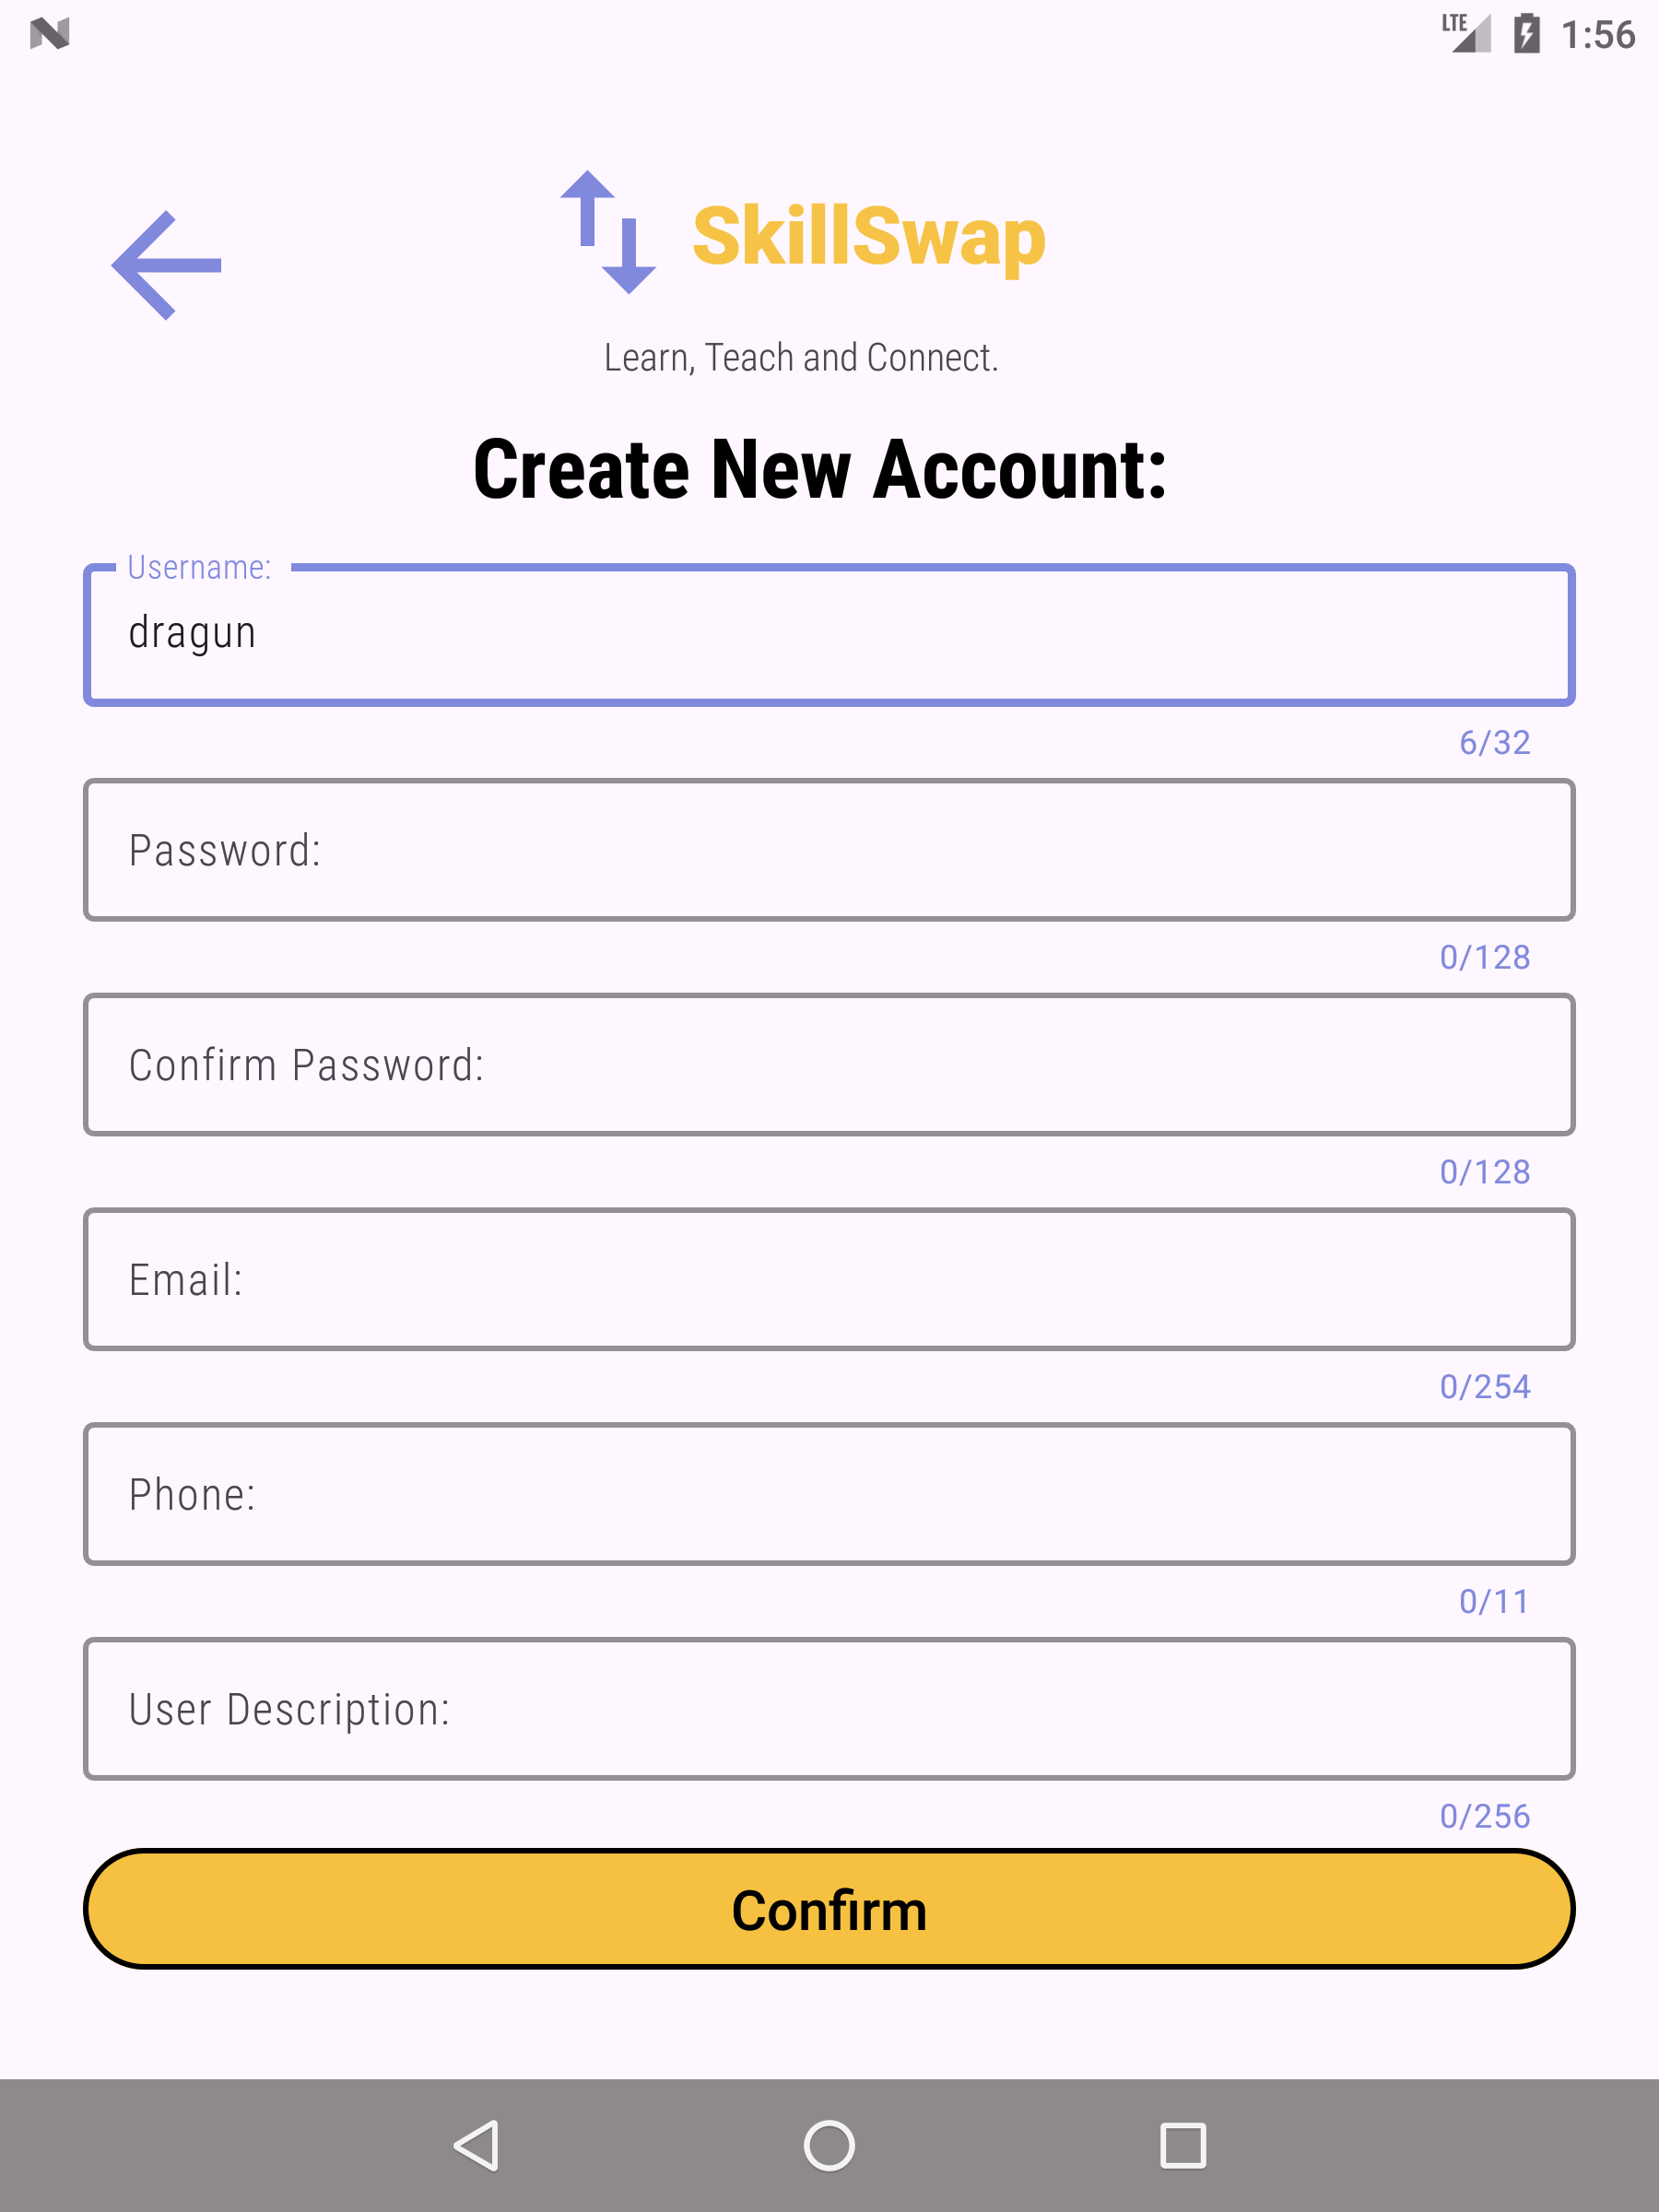 LTE 1:56
SkillSwap
Learn, Teach and Connect.
Create New Account:
Username:
dragun
6/32
Password:
0/128
Confirm Password:
0/128
Email:
0/254
Phone:
0/11
User Description:
0/256
Confirm